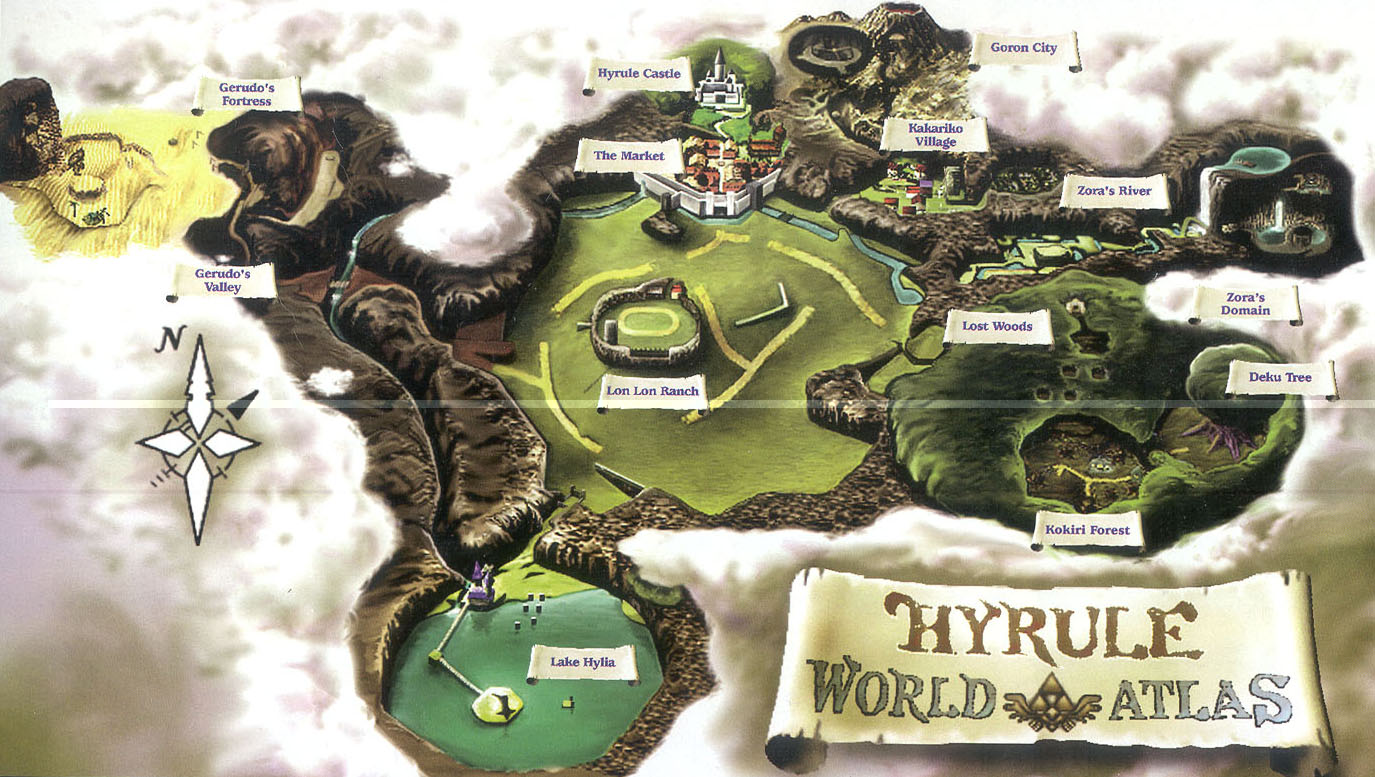 Goron City
Hyrule Castle
Gerudo's
Fortress
Kakariko
Village
The Market
Zora's River
Gerudo's
Valley
Zora's
Domain
Lost Woods
Deku Tree
Lon Lon Ranch
N
Kokiri Forest
Lake Hylia
HYRULE
WORLD ATLAS